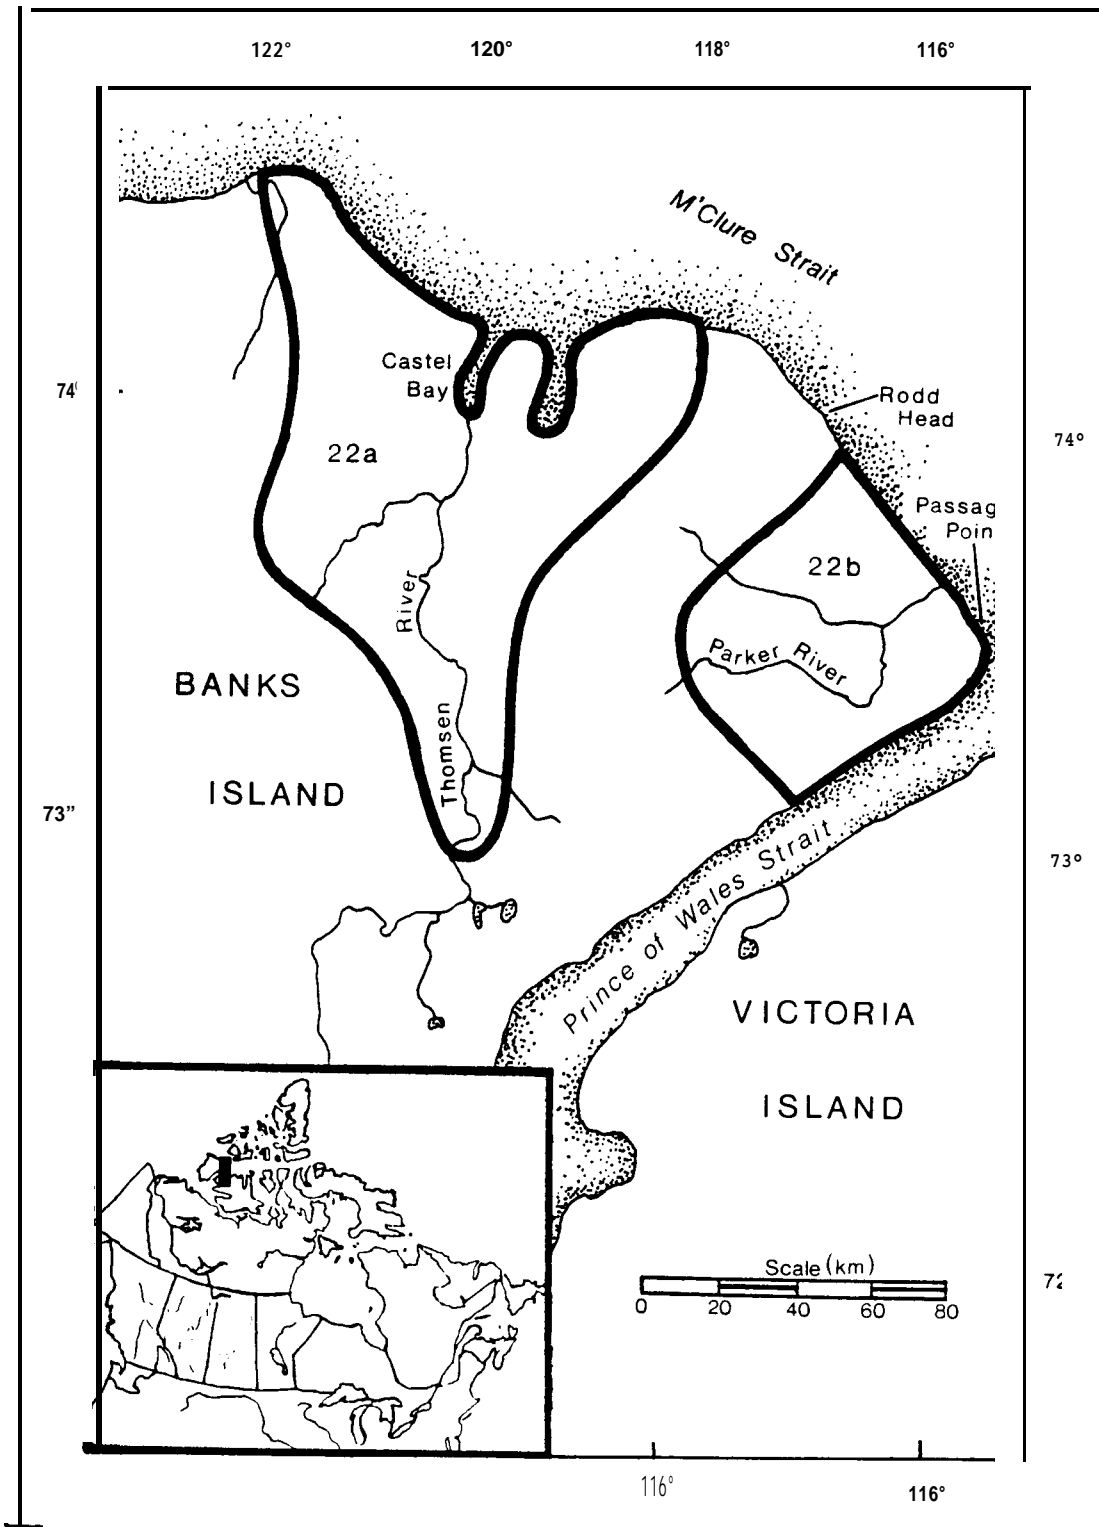 122° 120° 118° 116°
M'Clure Strait
Castel
Bay
74
Rodd
Head
74°
22a
Passag
Poin
22b
River
Parker River
BANKS
Thomsen
ISLAND
73"
Prince of Wales Strait
73°
VICTORIA
ISLAND
Scale (km)
0 20 40 60 80
72
116°
116°